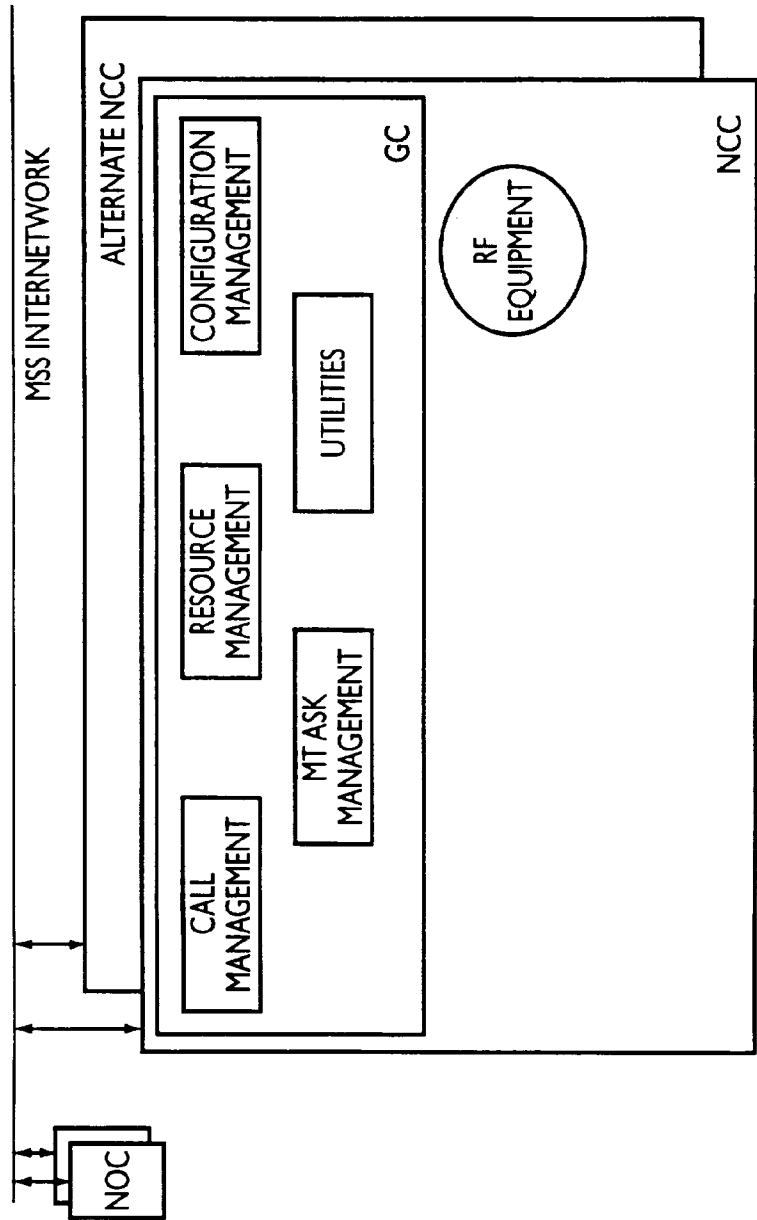 MSS INTERNETWORK
ALTERNATE NCC
NOC
CALL
MANAGEMENT
RESOURCE
MANAGEMENT
CONFIGURATION
MANAGEMENT
MT ASK
MANAGEMENT
UTILITIES
GC
RF
EQUIPMENT
NCC